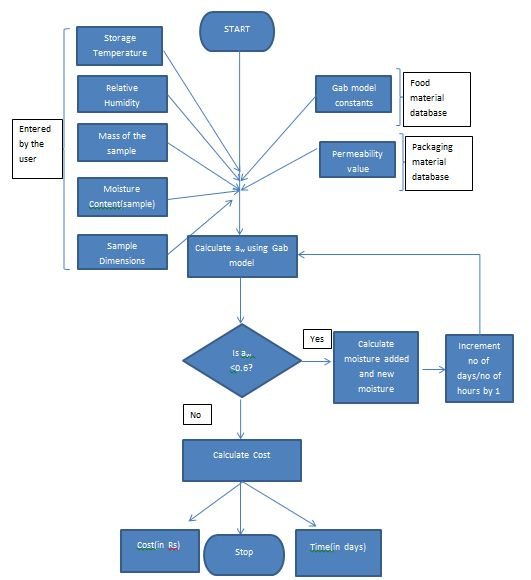 START
Storage
Temperature
Relative
Humidity
Mass of the
sample
Moisture
Content(sample)
Sample
Dimensions
Entered
by the
user
Gab model
constants
Food
material
database
Permeability
value
Packaging
material
database
Calculate aw using Gab
model
Is aw
<0.6?
Yes
Calculate
moisture added
and new
moisture
Increment
no of
days/no of
hours by 1
No
Calculate Cost
Cost(in Rs)
Stop
Time(in days)